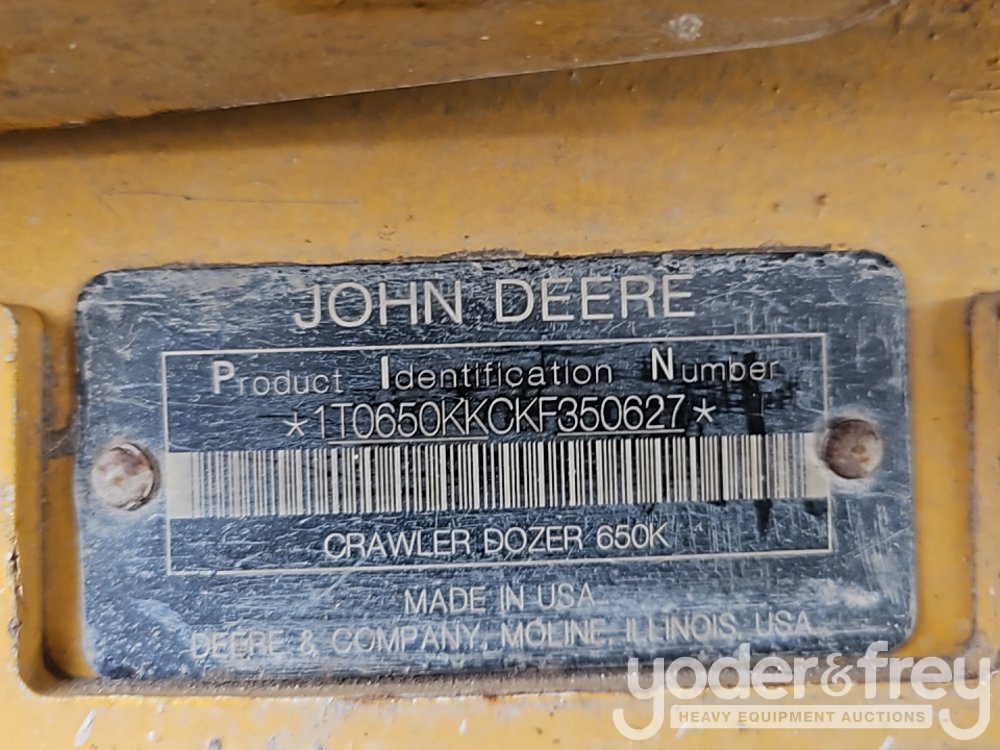 JOHN DEERE
Product Identification Number
*1T0650KKCKF350627*
CRAWLER DOZER 650K
MADE IN USA
DEERE & COMPANY, MOLINE, ILLINOIS, USA
yoder&frey
HEAVY EQUIPMENT AUCTIONS